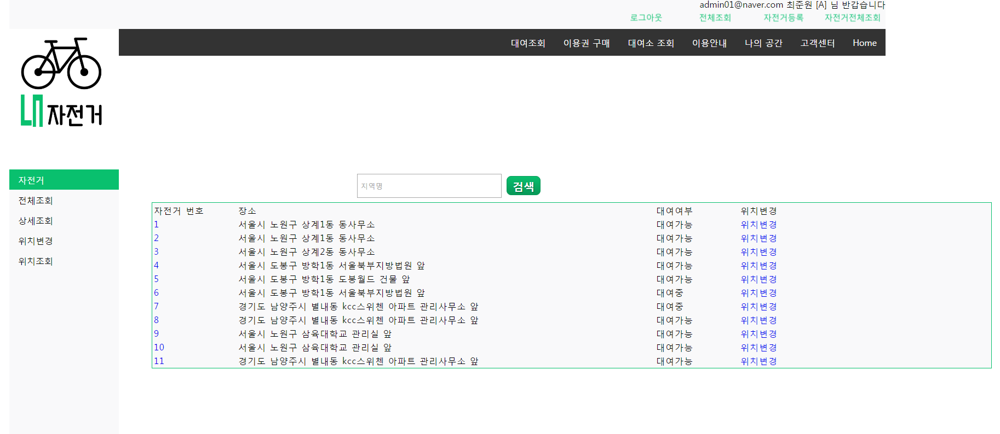 admin01@naver.com 최준원 [A] 님 반갑습니다
로그아웃 전체조회 자전거등록 자전거전체조회
대여조회 이용권 구매 대여소 조회 이용안내 나의 공간 고객센터 Home
내자전거
자전거
전체조회
상세조회
위치변경
위치조회
지역명 검색
자전거 번호 장소 대여여부 위치변경
1 서울시 노원구 상계1동 동사무소 대여가능 위치변경
2 서울시 노원구 상계1동 동사무소 대여가능 위치변경
3 서울시 노원구 상계2동 동사무소 대여가능 위치변경
4 서울시 도봉구 방학1동 서울북부지방법원 앞 대여가능 위치변경
5 서울시 도봉구 방학1동 도봉월드 건물 앞 대여가능 위치변경
6 서울시 도봉구 방학1동 서울북부지방법원 앞 대여중 위치변경
7 경기도 남양주시 별내동 kcc스위첸 아파트 관리사무소 앞 대여중 위치변경
8 경기도 남양주시 별내동 kcc스위첸 아파트 관리사무소 앞 대여가능 위치변경
9 서울시 노원구 삼육대학교 관리실 앞 대여가능 위치변경
10 서울시 노원구 삼육대학교 관리실 앞 대여가능 위치변경
11 경기도 남양주시 별내동 kcc스위첸 아파트 관리사무소 앞 대여가능 위치변경